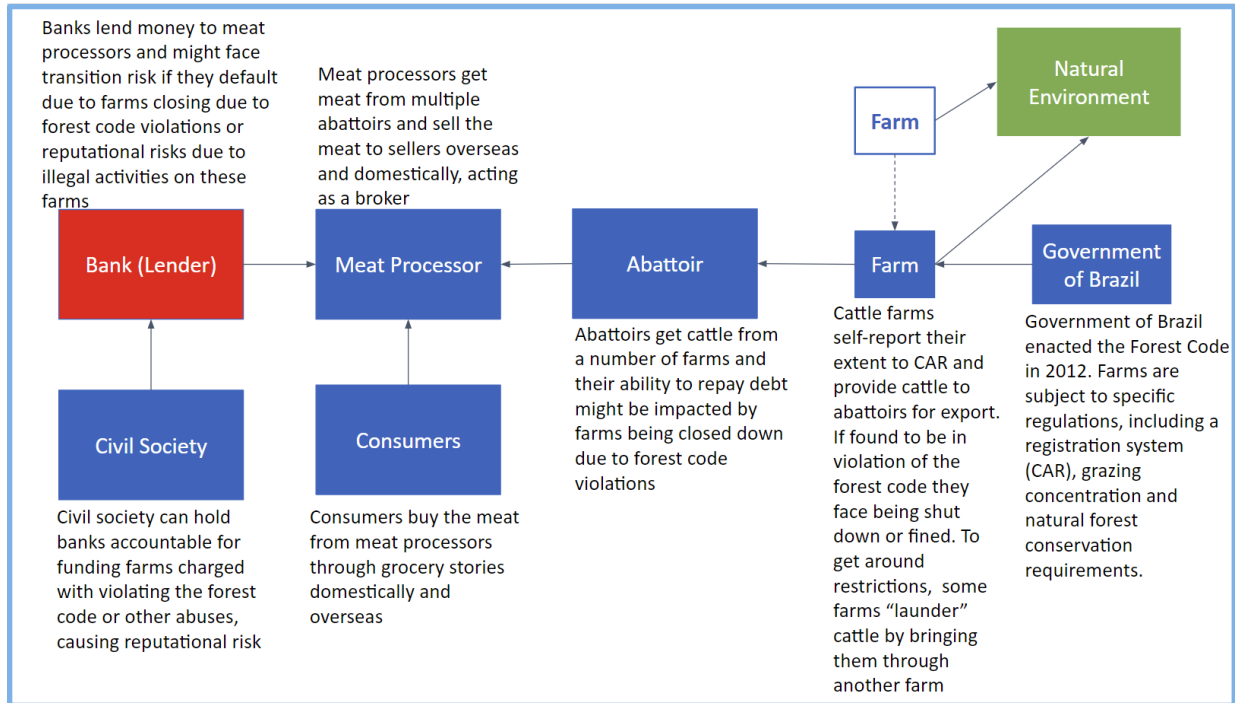 Banks lend money to meat
processors and might face
transition risk if they default
due to farms closing due to
forest code violations or
reputational risks due to
illegal activities on these
farms
Meat processors get
meat from multiple
abattoirs and sell the
meat to sellers overseas
and domestically, acting
as a broker
Farm
Natural
Environment
Bank (Lender)
Meat Processor
Abattoir
Farm
Government
of Brazil
Civil Society
Consumers
Abattoirs get cattle from
a number of farms and
their ability to repay debt
might be impacted by
farms being closed down
due to forest code
violations
Cattle farms
self-report their
extent to CAR and
provide cattle to
abattoirs for export.
If found to be in
violation of the
forest code they
face being shut
down or fined. To
get around
restrictions, some
farms “launder”
cattle by bringing
them through
another farm
Government of Brazil
enacted the Forest Code
in 2012. Farms are
subject to specific
regulations, including a
registration system
(CAR), grazing
concentration and
natural forest
conservation
requirements.
Civil society can hold
banks accountable for
funding farms charged
with violating the forest
code or other abuses,
causing reputational risk
Consumers buy the meat
from meat processors
through grocery stories
domestically and
overseas